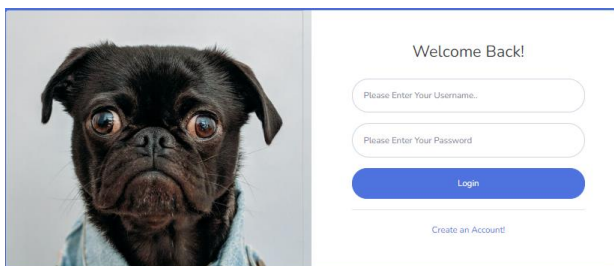 Welcome Back!
Please Enter Your Username..
Please Enter Your Password
Login
Create an Account!